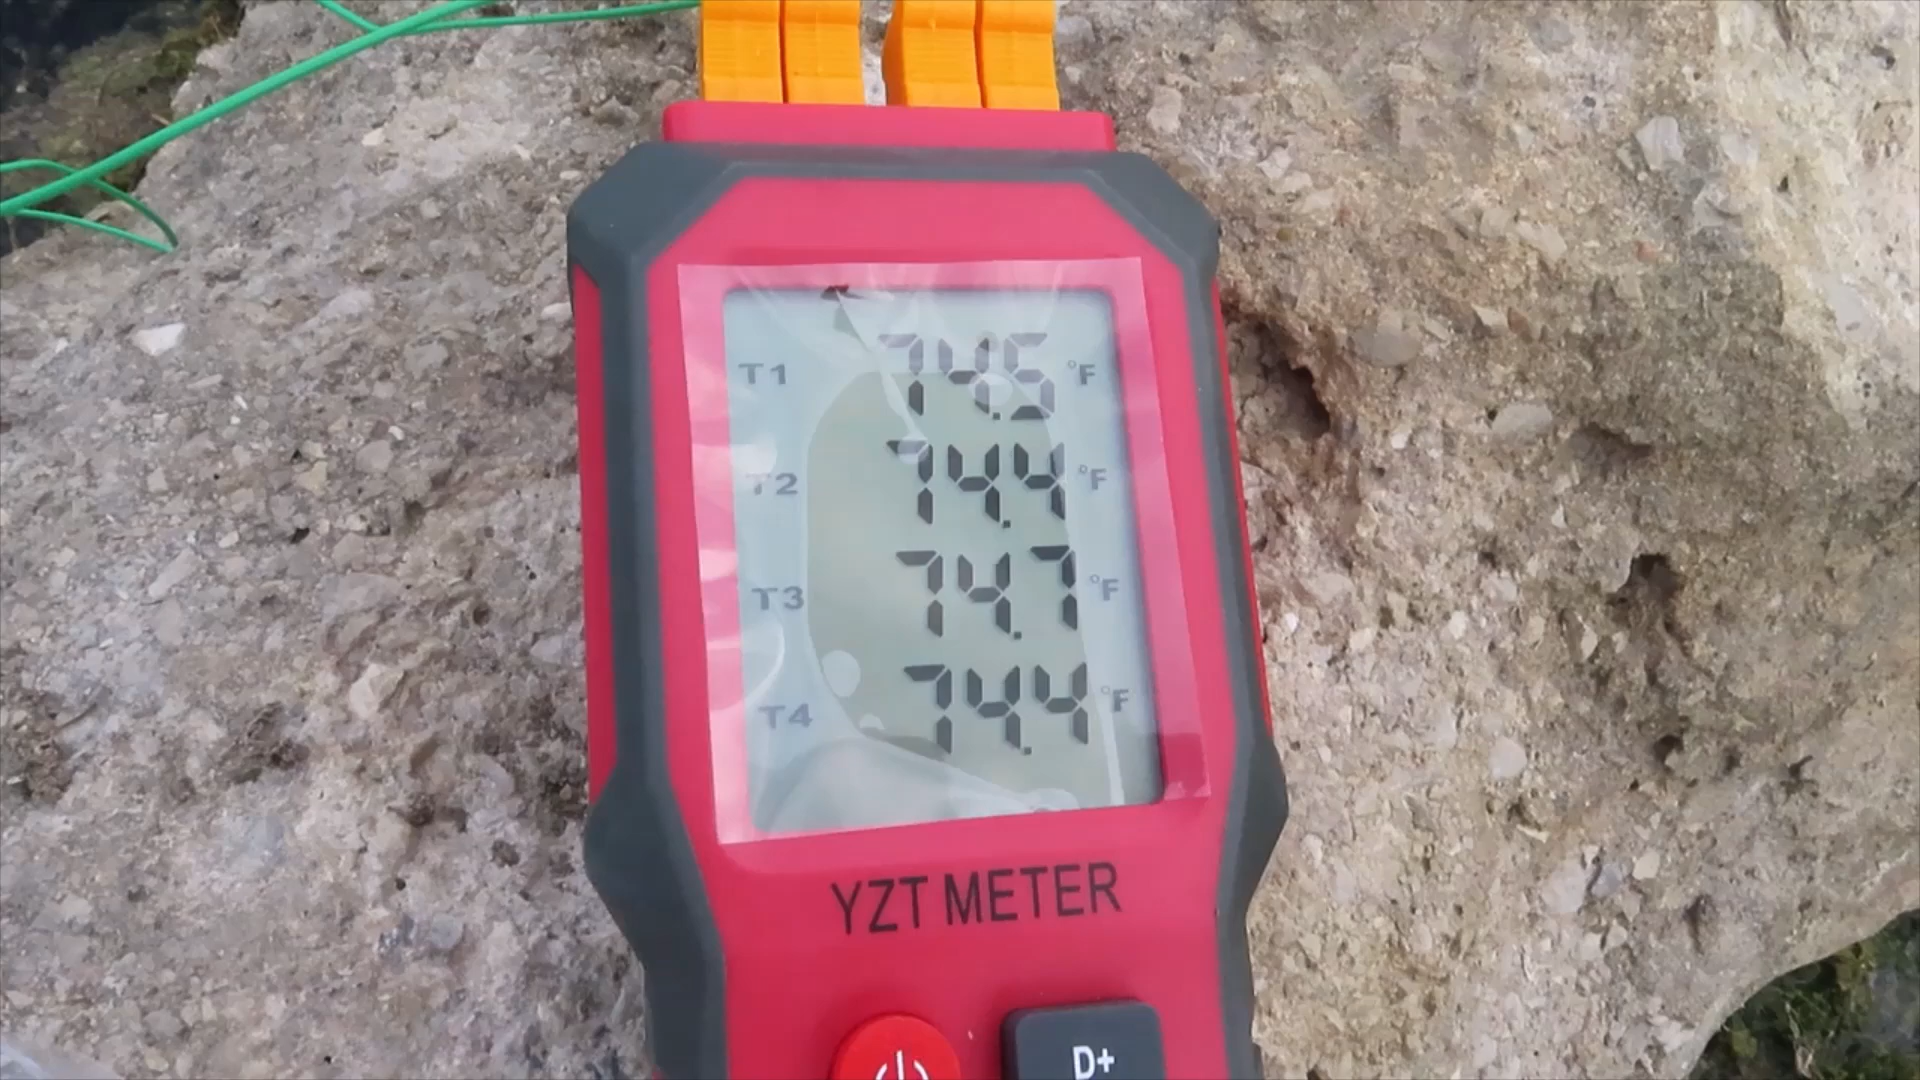 T1 74.5 °F
T2 74.4 °F
T3 74.7 °F
T4 74.4 °F
YZT METER
D+